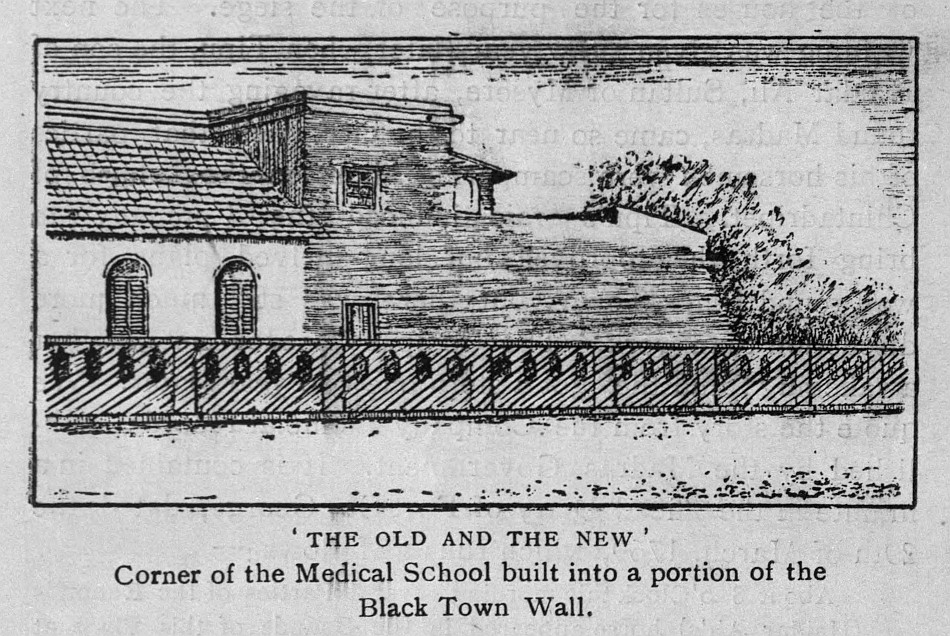 'THE OLD AND THE NEW'
Corner of the Medical School built into a portion of the
Black Town Wall.